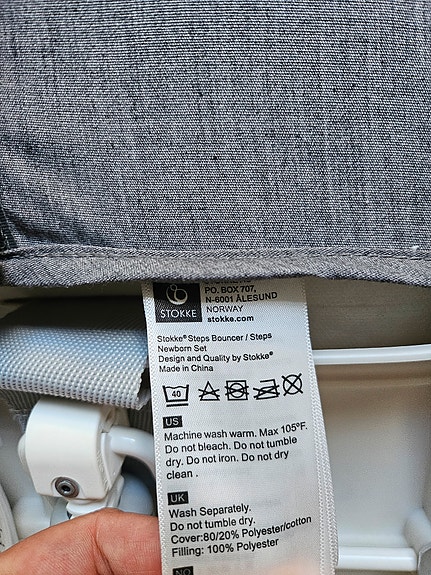 PO. BOX 707,
N-6001 ÅLESUND
NORWAY
stokke.com
STOKKE
Stokke® Steps Bouncer / Steps
Newborn Set
Design and Quality by Stokke®
Made in China
40
US
Machine wash warm. Max 105ºF.
Do not bleach. Do not tumble
dry. Do not iron. Do not dry
clean .
UK
Wash Separately.
Do not tumble dry.
Cover:80/20% Polyester/cotton
Filling: 100% Polyester
NO